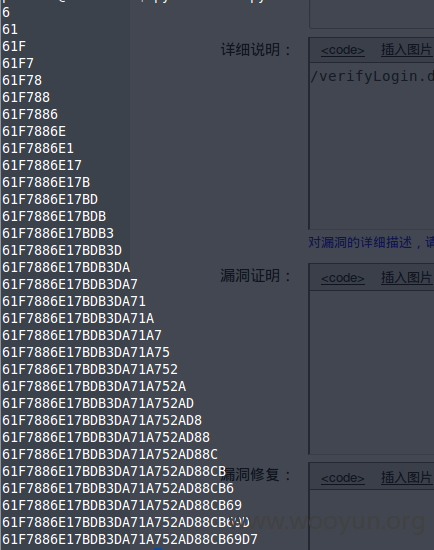 6
61
61F
61F7
详细说明：
<code> 插入图片
61F78
/verifyLogin.d
61F788
61F7886
61F7886E
61F7886E1
61F7886E17
61F7886E17B
61F7886E17BD
61F7886E17BDB
61F7886E17BDB3
对漏洞的详细描述，请
61F7886E17BDB3D
61F7886E17BDB3DA
漏洞证明：
<code> 插入图片
61F7886E17BDB3DA7
61F7886E17BDB3DA71
61F7886E17BDB3DA71A
61F7886E17BDB3DA71A7
61F7886E17BDB3DA71A75
61F7886E17BDB3DA71A752
61F7886E17BDB3DA71A752A
61F7886E17BDB3DA71A752AD
61F7886E17BDB3DA71A752AD8
61F7886E17BDB3DA71A752AD88
61F7886E17BDB3DA71A752AD88C
61F7886E17BDB3DA71A752AD88CB
漏洞修复：
<code> 插入图片
61F7886E17BDB3DA71A752AD88CB6
61F7886E17BDB3DA71A752AD88CB69
61F7886E17BDB3DA71A752AD88CB69D
www.wooyun.org
61F7886E17BDB3DA71A752AD88CB69D7